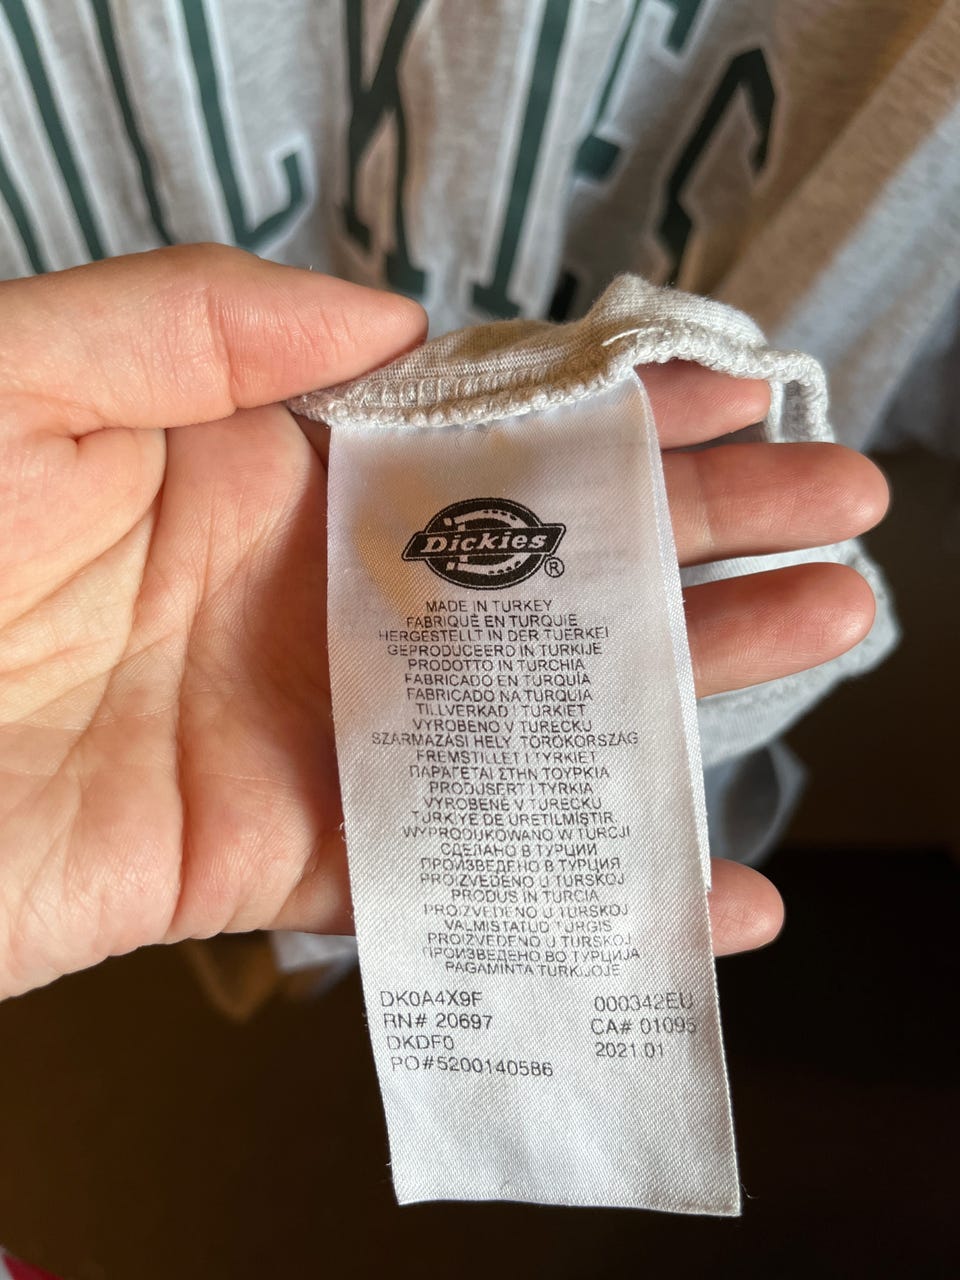 Dickies
®
MADE IN TURKEY
FABRIQUÉ EN TURQUIE
HERGESTELLT IN DER TUERKEI
GEPRODUCEERD IN TURKIJE
PRODOTTO IN TURCHIA
FABRICADO EN TURQUÍA
FABRICADO NA TURQUIA
TILLVERKAD I TURKIET
VYROBENO V TURECKU
SZÁRMAZÁSI HELY TÖRÖKORSZÁG
FREMSTILLET I TYRKIET
ΠΑΡΑΓΕΤΑΙ ΣΤΗΝ ΤΟΥΡΚΙΑ
PRODUSERT I TYRKIA
VYROBENÉ V TURECKU
TÜRKİYE'DE ÜRETİLMİŞTİR.
WYPRODUKOWANO W TURCJI
СДЕЛАНО В ТУРЦИИ
ПРОИЗВЕДЕНО В ТУРЦИЯ
PROIZVEDENO U TURSKOJ
PRODUS IN TURCIA
PROIZVEDENO U TURSKOJ
VALMISTATUD TURGIS
PROIZVEDENO U TURSKOJ
ПРОИЗВЕДЕНО ВО ТУРЦИЈА
PAGAMINTA TURKIJOJE
DK0A4X9F 000342EU
RN# 20697 CA# 01095
DKDF0 2021.01
PO#5200140586